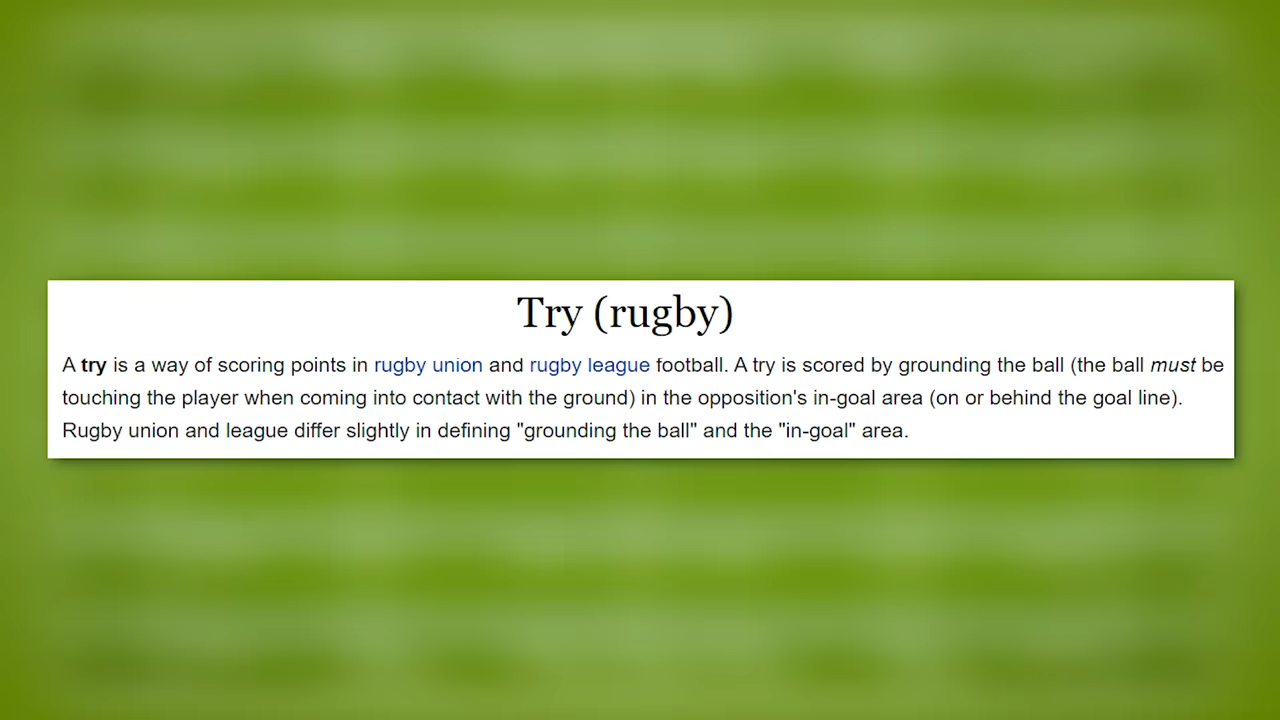 Try (rugby)
A try is a way of scoring points in rugby union and rugby league football. A try is scored by grounding the ball (the ball must be
touching the player when coming into contact with the ground) in the opposition's in-goal area (on or behind the goal line).
Rugby union and league differ slightly in defining "grounding the ball" and the "in-goal" area.